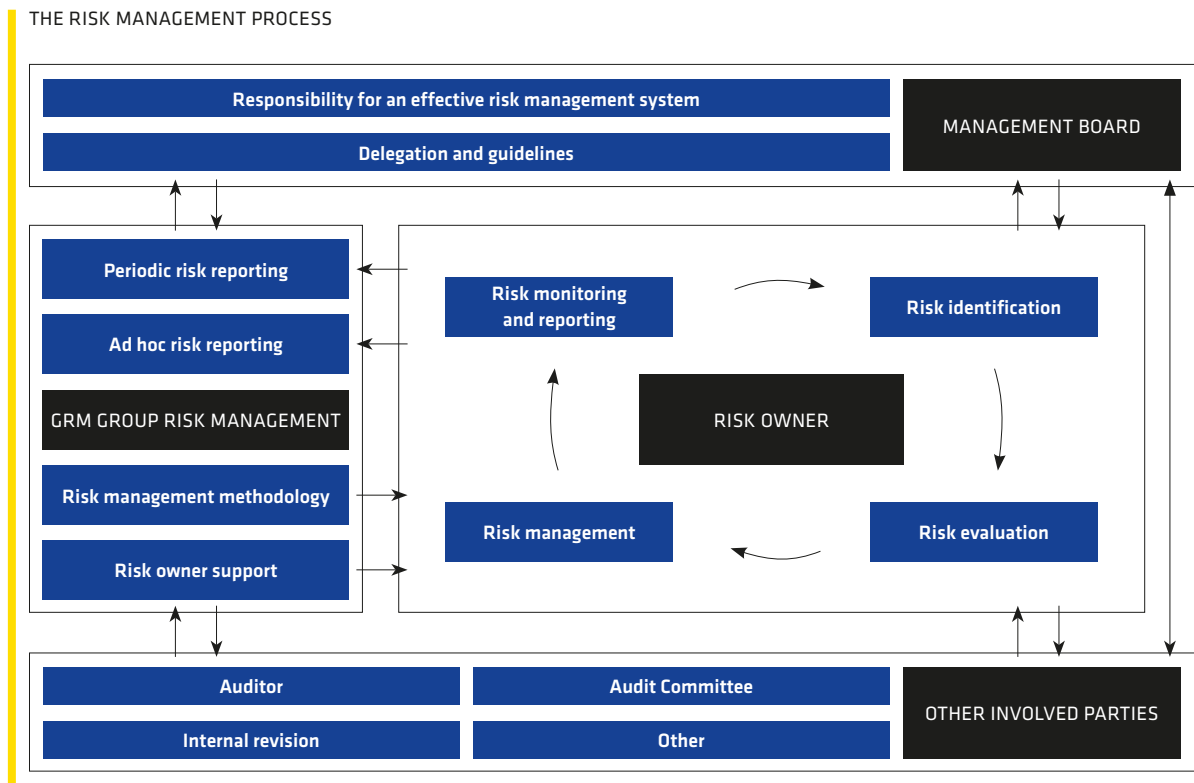 THE RISK MANAGEMENT PROCESS
Responsibility for an effective risk management system
Delegation and guidelines
MANAGEMENT BOARD
Periodic risk reporting
Ad hoc risk reporting
GRM GROUP RISK MANAGEMENT
Risk management methodology
Risk owner support
Risk monitoring
and reporting
Risk identification
RISK OWNER
Risk management
Risk evaluation
Auditor
Audit Committee
Internal revision
Other
OTHER INVOLVED PARTIES